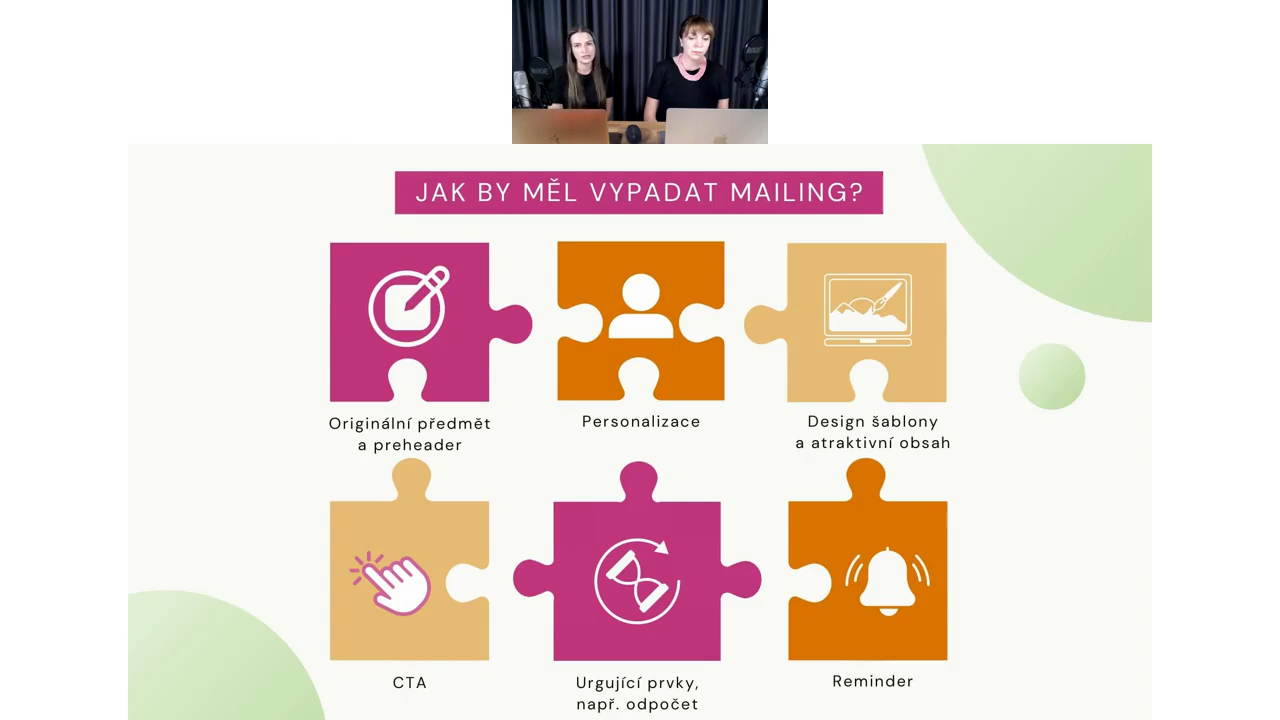 JAK BY MĚL VYPADAT MAILING?
Originální předmět
a preheader
Personalizace
Design šablony
a atraktivní obsah
CTA
Urgující prvky,
např. odpočet
Reminder